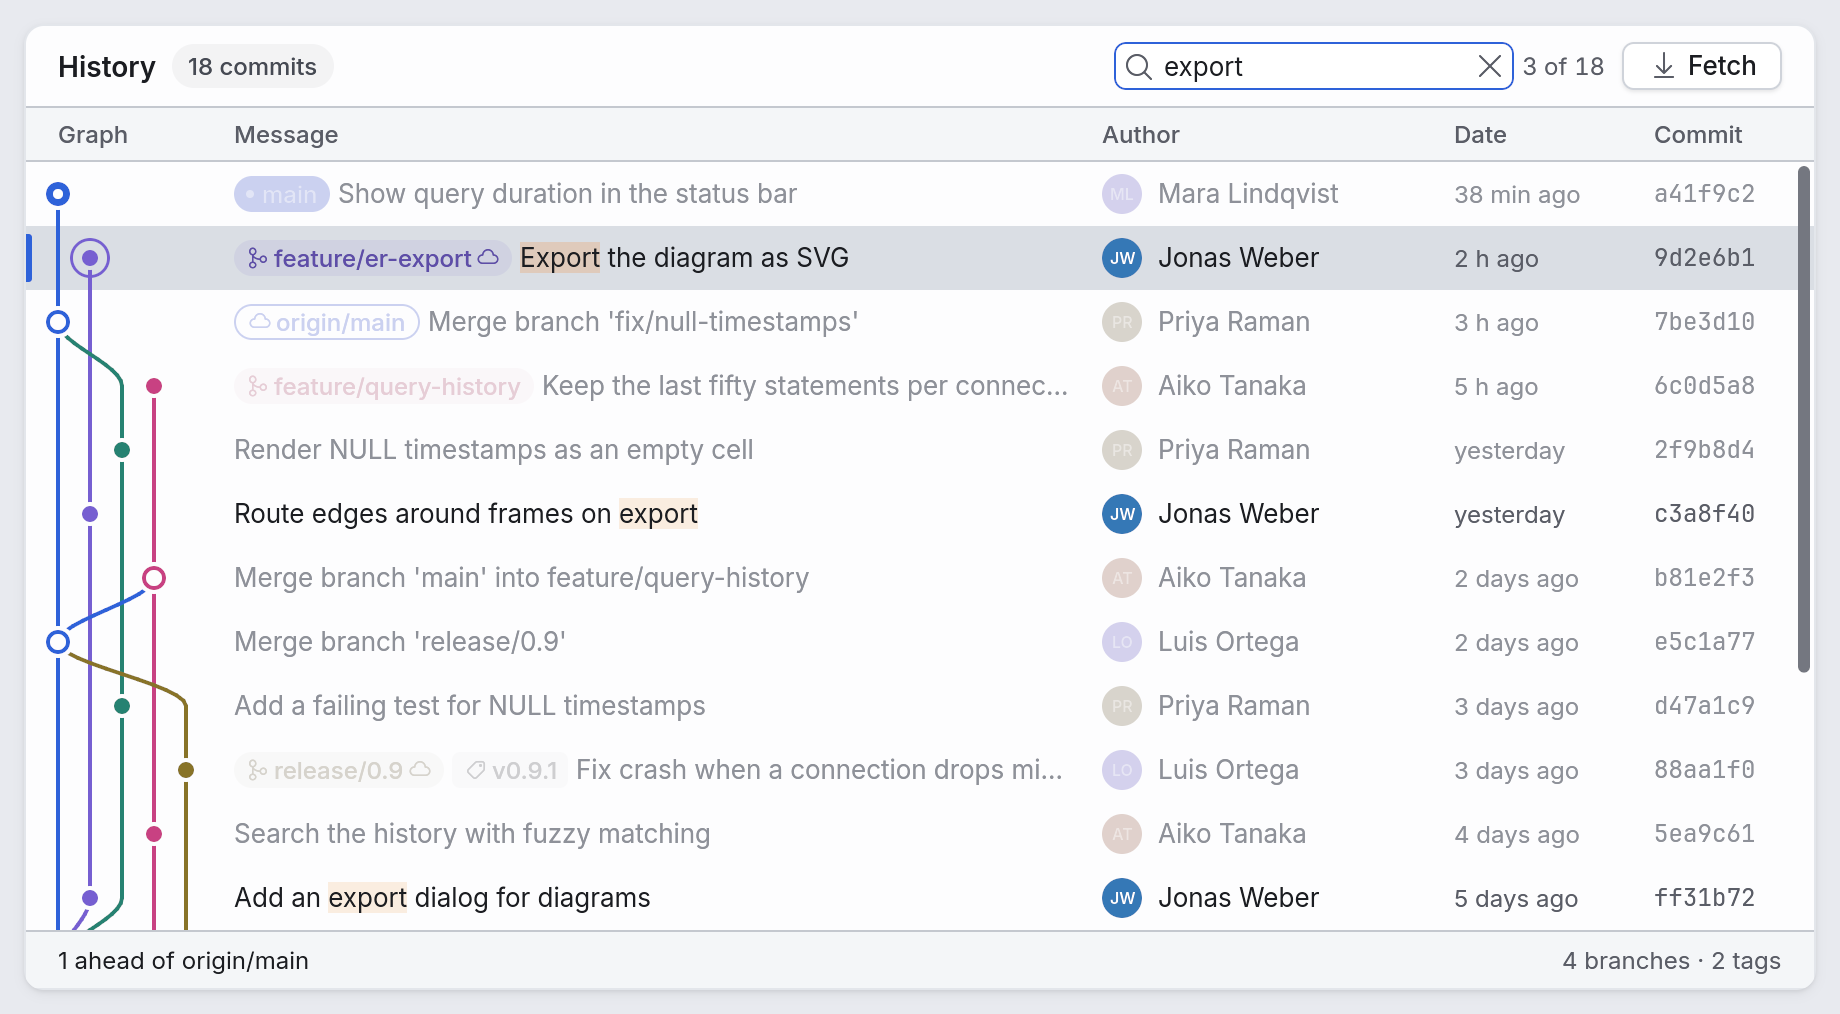 History 18 commits export 3 of 18 Fetch
Graph Message Author Date Commit
main Show query duration in the status bar ML Mara Lindqvist 38 min ago a41f9c2
feature/er-export Export the diagram as SVG JW Jonas Weber 2 h ago 9d2e6b1
origin/main Merge branch 'fix/null-timestamps' PR Priya Raman 3 h ago 7be3d10
feature/query-history Keep the last fifty statements per connec... AT Aiko Tanaka 5 h ago 6c0d5a8
Render NULL timestamps as an empty cell PR Priya Raman yesterday 2f9b8d4
Route edges around frames on export JW Jonas Weber yesterday c3a8f40
Merge branch 'main' into feature/query-history AT Aiko Tanaka 2 days ago b81e2f3
Merge branch 'release/0.9' LO Luis Ortega 2 days ago e5c1a77
Add a failing test for NULL timestamps PR Priya Raman 3 days ago d47a1c9
release/0.9 v0.9.1 Fix crash when a connection drops mi... LO Luis Ortega 3 days ago 88aa1f0
Search the history with fuzzy matching AT Aiko Tanaka 4 days ago 5ea9c61
Add an export dialog for diagrams JW Jonas Weber 5 days ago ff31b72
1 ahead of origin/main 4 branches · 2 tags